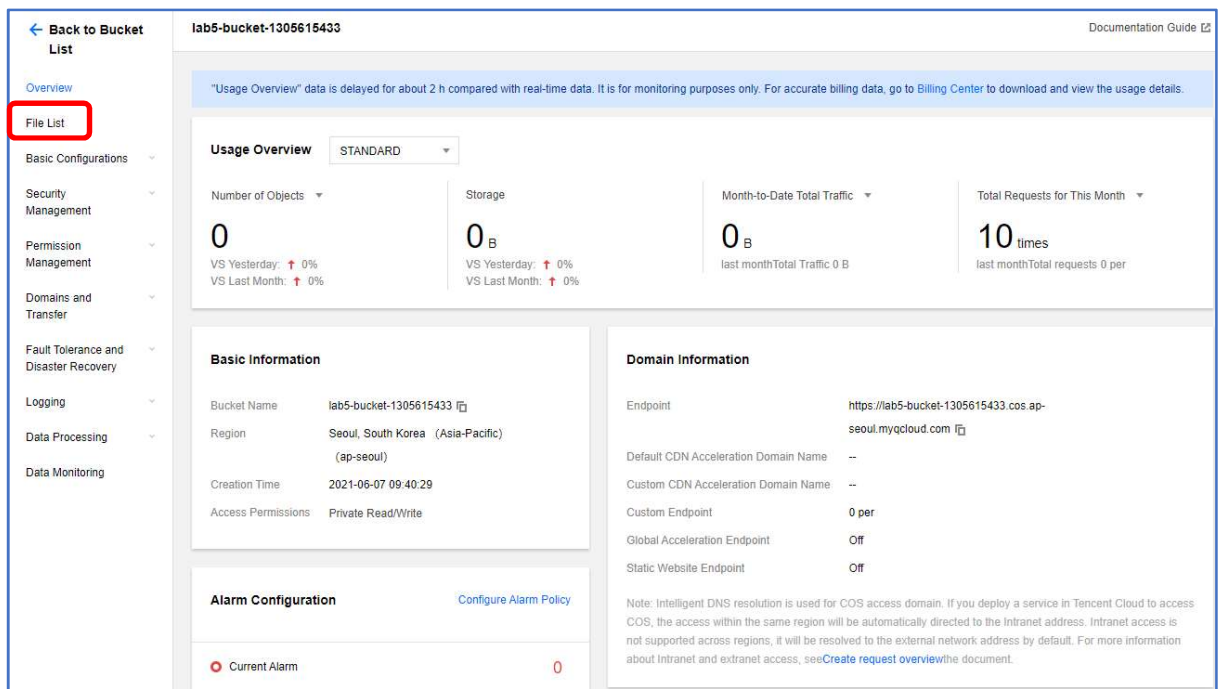 Back to Bucket
List
lab5-bucket-1305615433
Documentation Guide
Overview
File List
Basic Configurations
Security
Management
Permission
Management
Domains and
Transfer
Fault Tolerance and
Disaster Recovery
Logging
Data Processing
Data Monitoring
"Usage Overview" data is delayed for about 2 h compared with real-time data. It is for monitoring purposes only. For accurate billing data, go to Billing Center to download and view the usage details.
Usage Overview STANDARD
Number of Objects
0
VS Yesterday: ↑ 0%
VS Last Month: ↑ 0%
Storage
0 B
VS Yesterday: ↑ 0%
VS Last Month: ↑ 0%
Month-to-Date Total Traffic
0 B
last monthTotal Traffic 0 B
Total Requests for This Month
10 times
last monthTotal requests 0 per
Basic Information
Bucket Name lab5-bucket-1305615433
Region Seoul, South Korea (Asia-Pacific)
(ap-seoul)
Creation Time 2021-06-07 09:40:29
Access Permissions Private Read/Write
Domain Information
Endpoint https://lab5-bucket-1305615433.cos.ap-
seoul.myqcloud.com
Default CDN Acceleration Domain Name --
Custom CDN Acceleration Domain Name --
Custom Endpoint 0 per
Global Acceleration Endpoint Off
Static Website Endpoint Off
Note: Intelligent DNS resolution is used for COS access domain. If you deploy a service in Tencent Cloud to access
COS, the access within the same region will be automatically directed to the Intranet address. Intranet access is
not supported across regions, it will be resolved to the external network address by default. For more information
about Intranet and extranet access, seeCreate request overviewthe document.
Alarm Configuration Configure Alarm Policy
Current Alarm 0